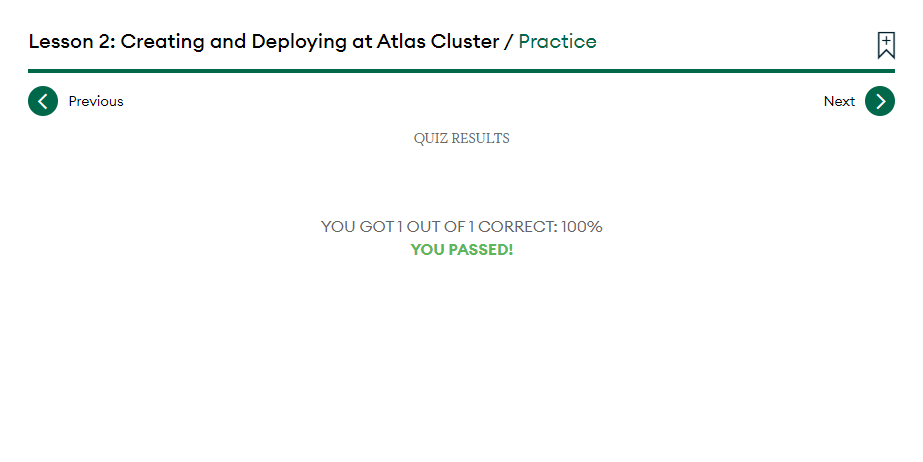 Lesson 2: Creating and Deploying at Atlas Cluster / Practice
Previous
Next
QUIZ RESULTS
YOU GOT 1 OUT OF 1 CORRECT: 100%
YOU PASSED!